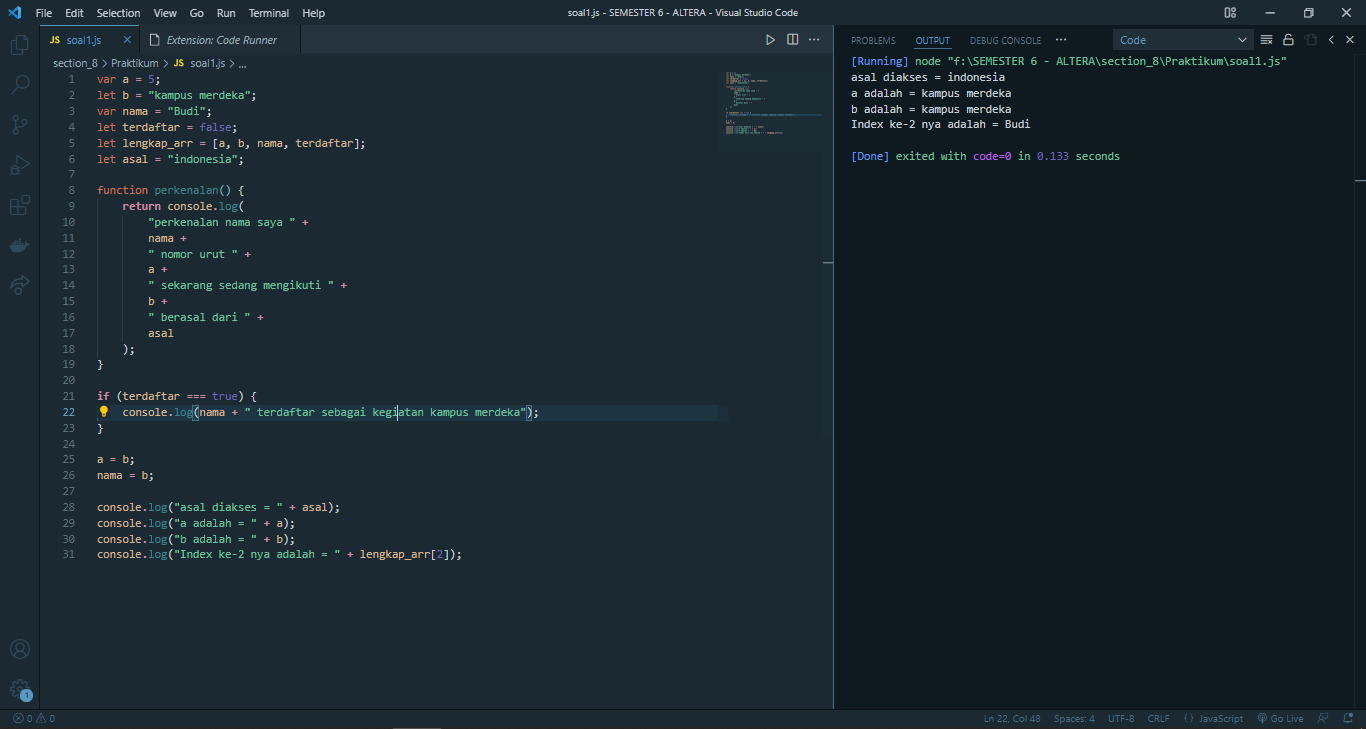 File Edit Selection View Go Run Terminal Help soal1.js - SEMESTER 6 - ALTERA - Visual Studio Code
JS soal1.js Extension: Code Runner
section_8 > Praktikum > JS soal1.js > ...
1 var a = 5;
2 let b = "kampus merdeka";
3 var nama = "Budi";
4 let terdaftar = false;
5 let lengkap_arr = [a, b, nama, terdaftar];
6 let asal = "indonesia";
7
8 function perkenalan() {
9 return console.log(
10 "perkenalan nama saya " +
11 nama +
12 " nomor urut " +
13 a +
14 " sekarang sedang mengikuti " +
15 b +
16 " berasal dari " +
17 asal
18 );
19 }
20
21 if (terdaftar === true) {
22 console.log(nama + " terdaftar sebagai kegiatan kampus merdeka");
23 }
24
25 a = b;
26 nama = b;
27
28 console.log("asal diakses = " + asal);
29 console.log("a adalah = " + a);
30 console.log("b adalah = " + b);
31 console.log("Index ke-2 nya adalah = " + lengkap_arr[2]);
PROBLEMS OUTPUT DEBUG CONSOLE ··· Code
[Running] node "f:\SEMESTER 6 - ALTERA\section_8\Praktikum\soal1.js"
asal diakses = indonesia
a adalah = kampus merdeka
b adalah = kampus merdeka
Index ke-2 nya adalah = Budi
[Done] exited with code=0 in 0.133 seconds
1
0 0 Ln 22, Col 48 Spaces: 4 UTF-8 CRLF {} JavaScript Go Live